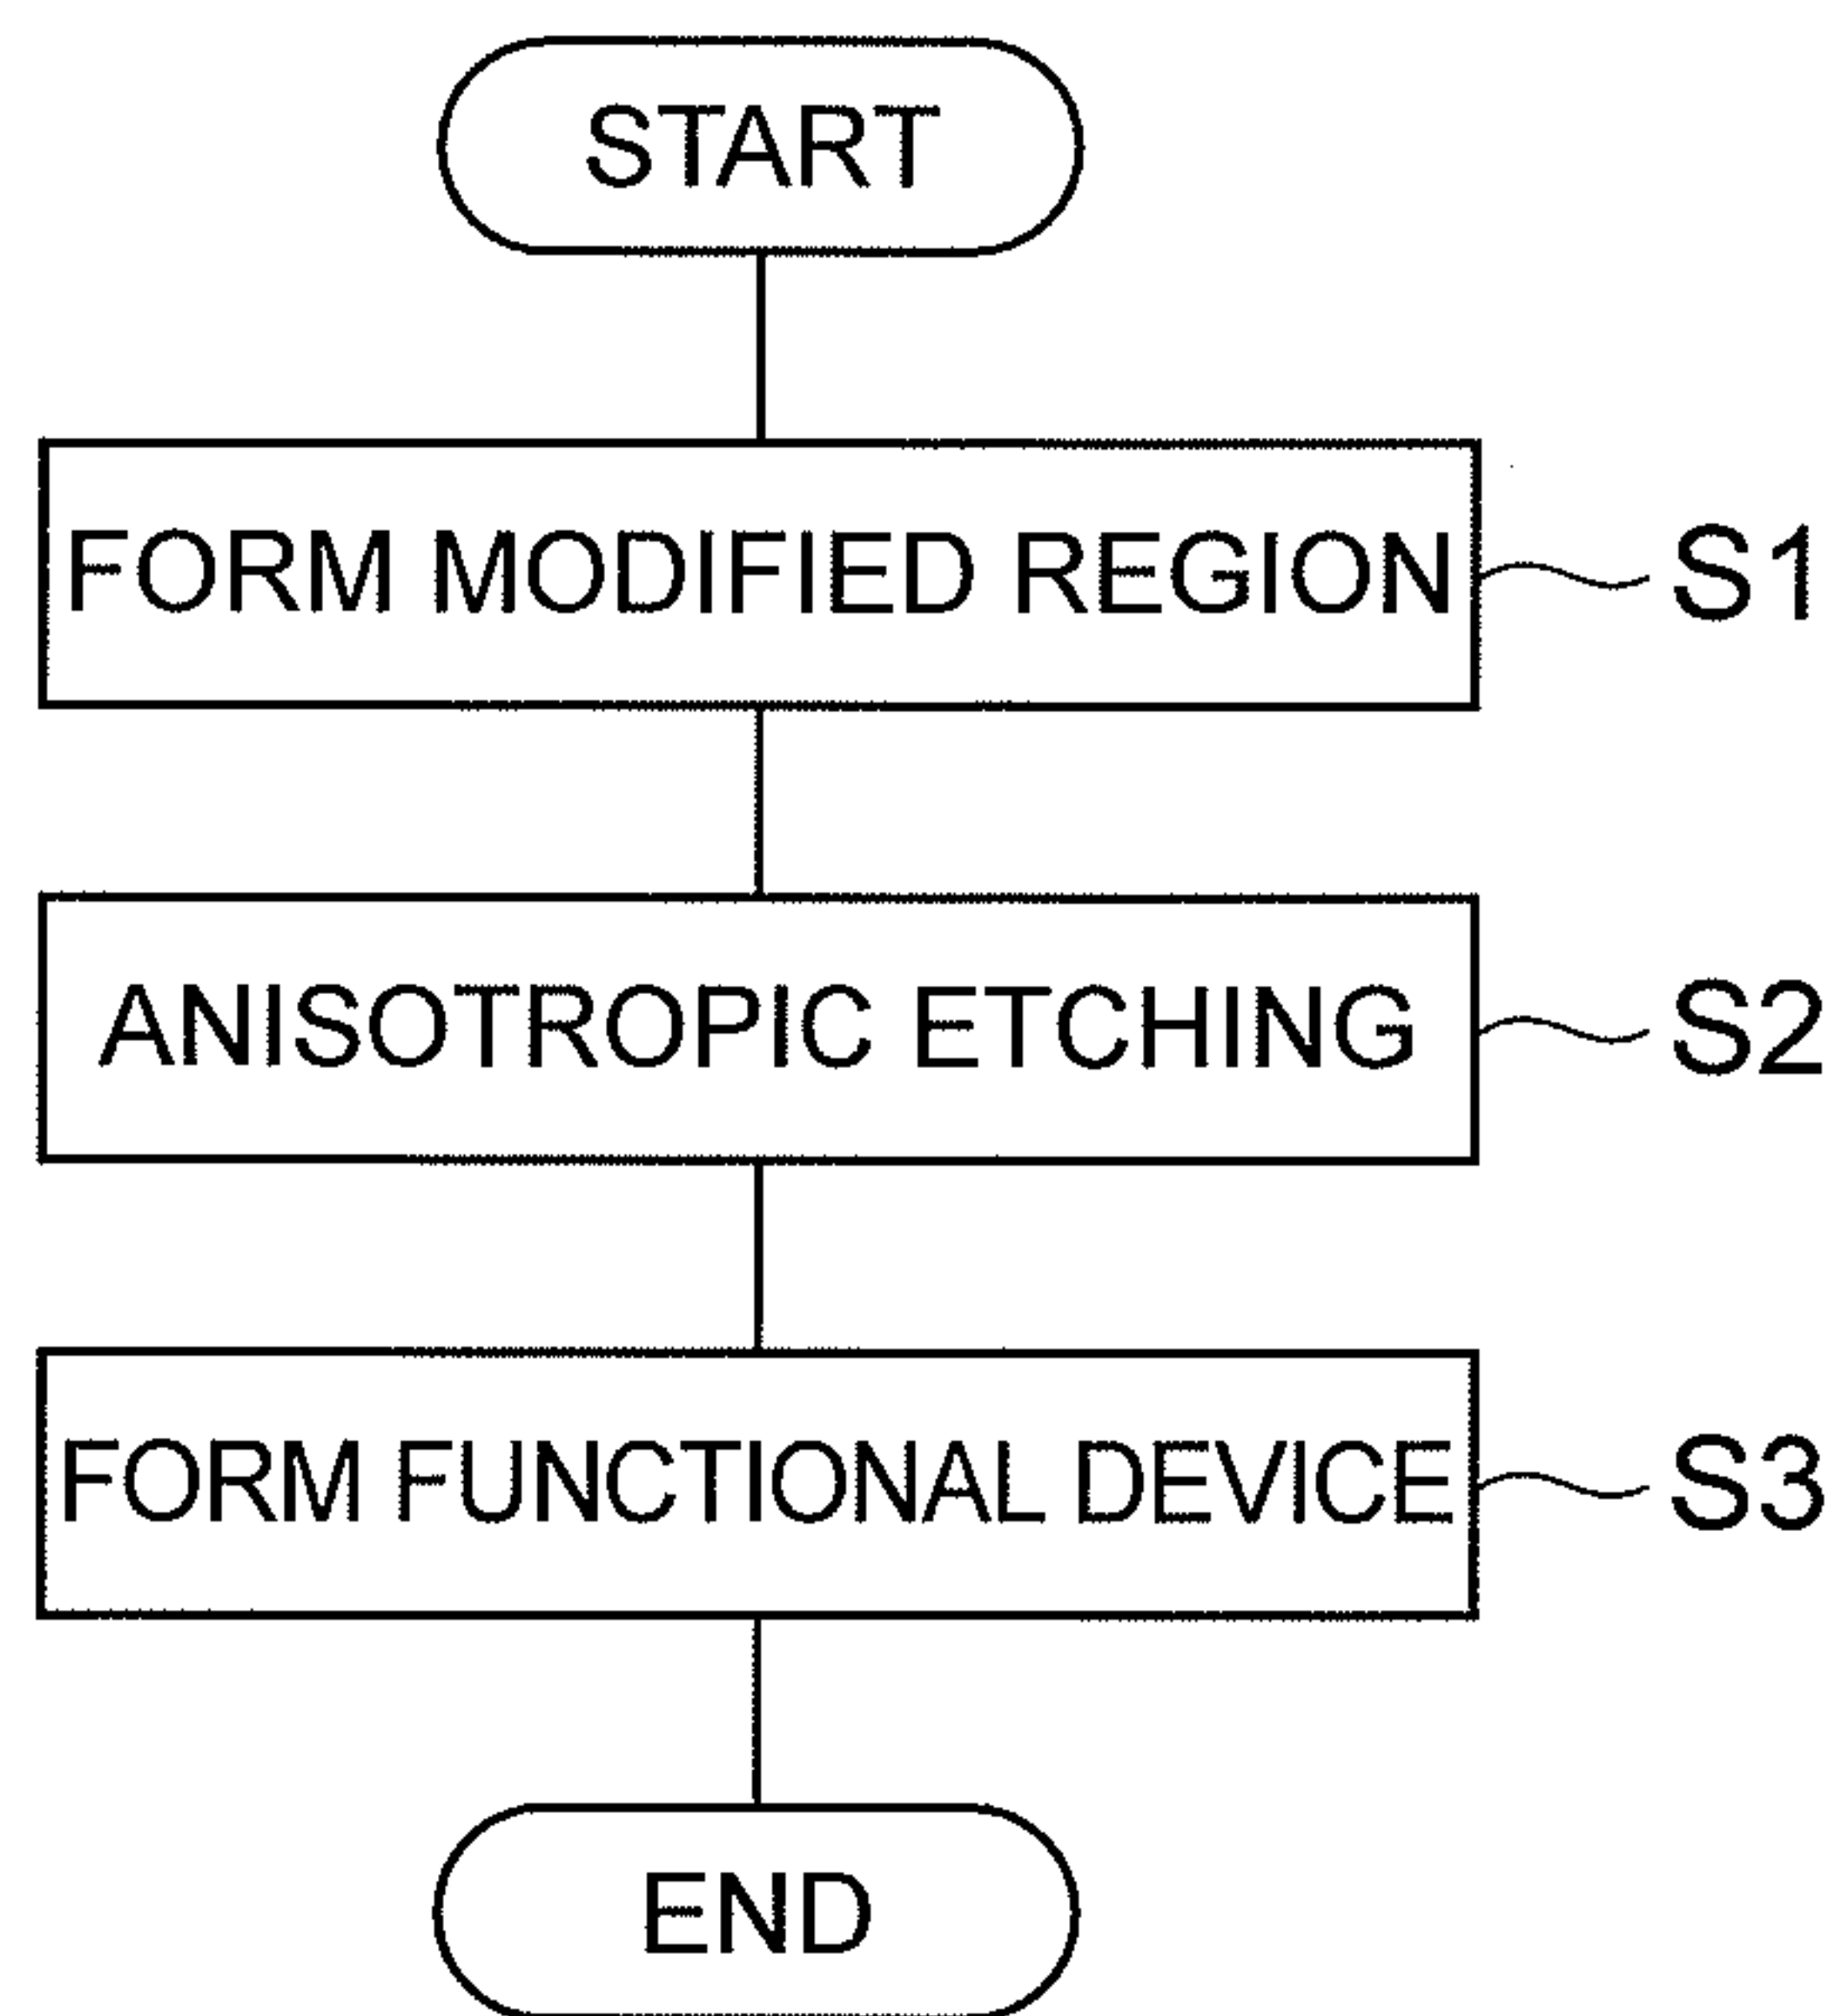 START
FORM MODIFIED REGION S1
ANISOTROPIC ETCHING S2
FORM FUNCTIONAL DEVICE S3
END